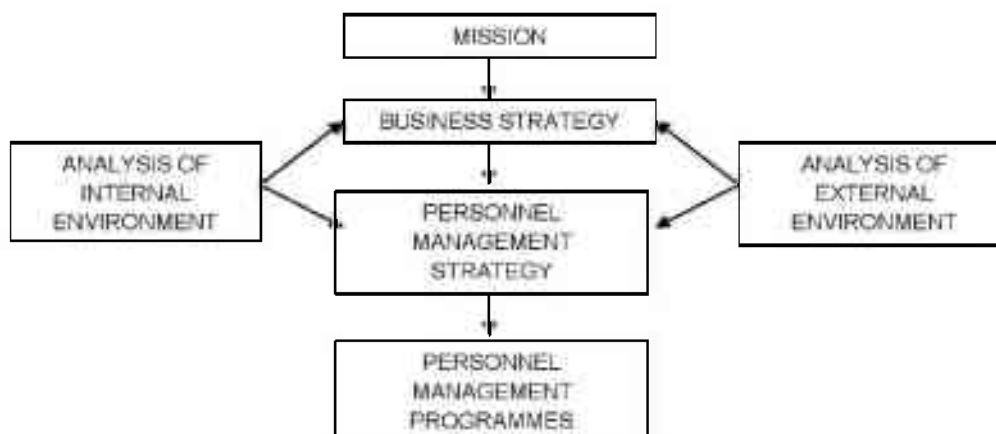 MISSION
BUSINESS STRATEGY
ANALYSIS OF
INTERNAL
ENVIRONMENT
ANALYSIS OF
EXTERNAL
ENVIRONMENT
PERSONNEL
MANAGEMENT
STRATEGY
PERSONNEL
MANAGEMENT
PROGRAMMES